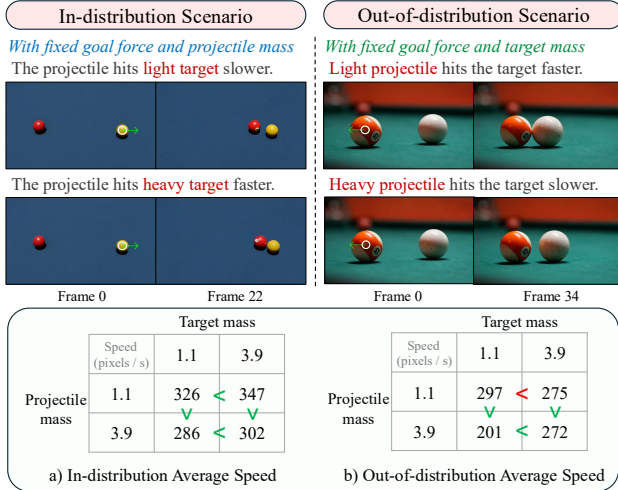 In-distribution Scenario
With fixed goal force and projectile mass
The projectile hits light target slower.
The projectile hits heavy target faster.
Frame 0 Frame 22
Out-of-distribution Scenario
With fixed goal force and target mass
Light projectile hits the target faster.
Heavy projectile hits the target slower.
Frame 0 Frame 34
Target mass
Speed (pixels / s) 1.1 3.9
Projectile mass
1.1 326 < 347
∨ ∨
3.9 286 < 302
a) In-distribution Average Speed
Target mass
Speed (pixels / s) 1.1 3.9
Projectile mass
1.1 297 < 275
∨ ∨
3.9 201 < 272
b) Out-of-distribution Average Speed